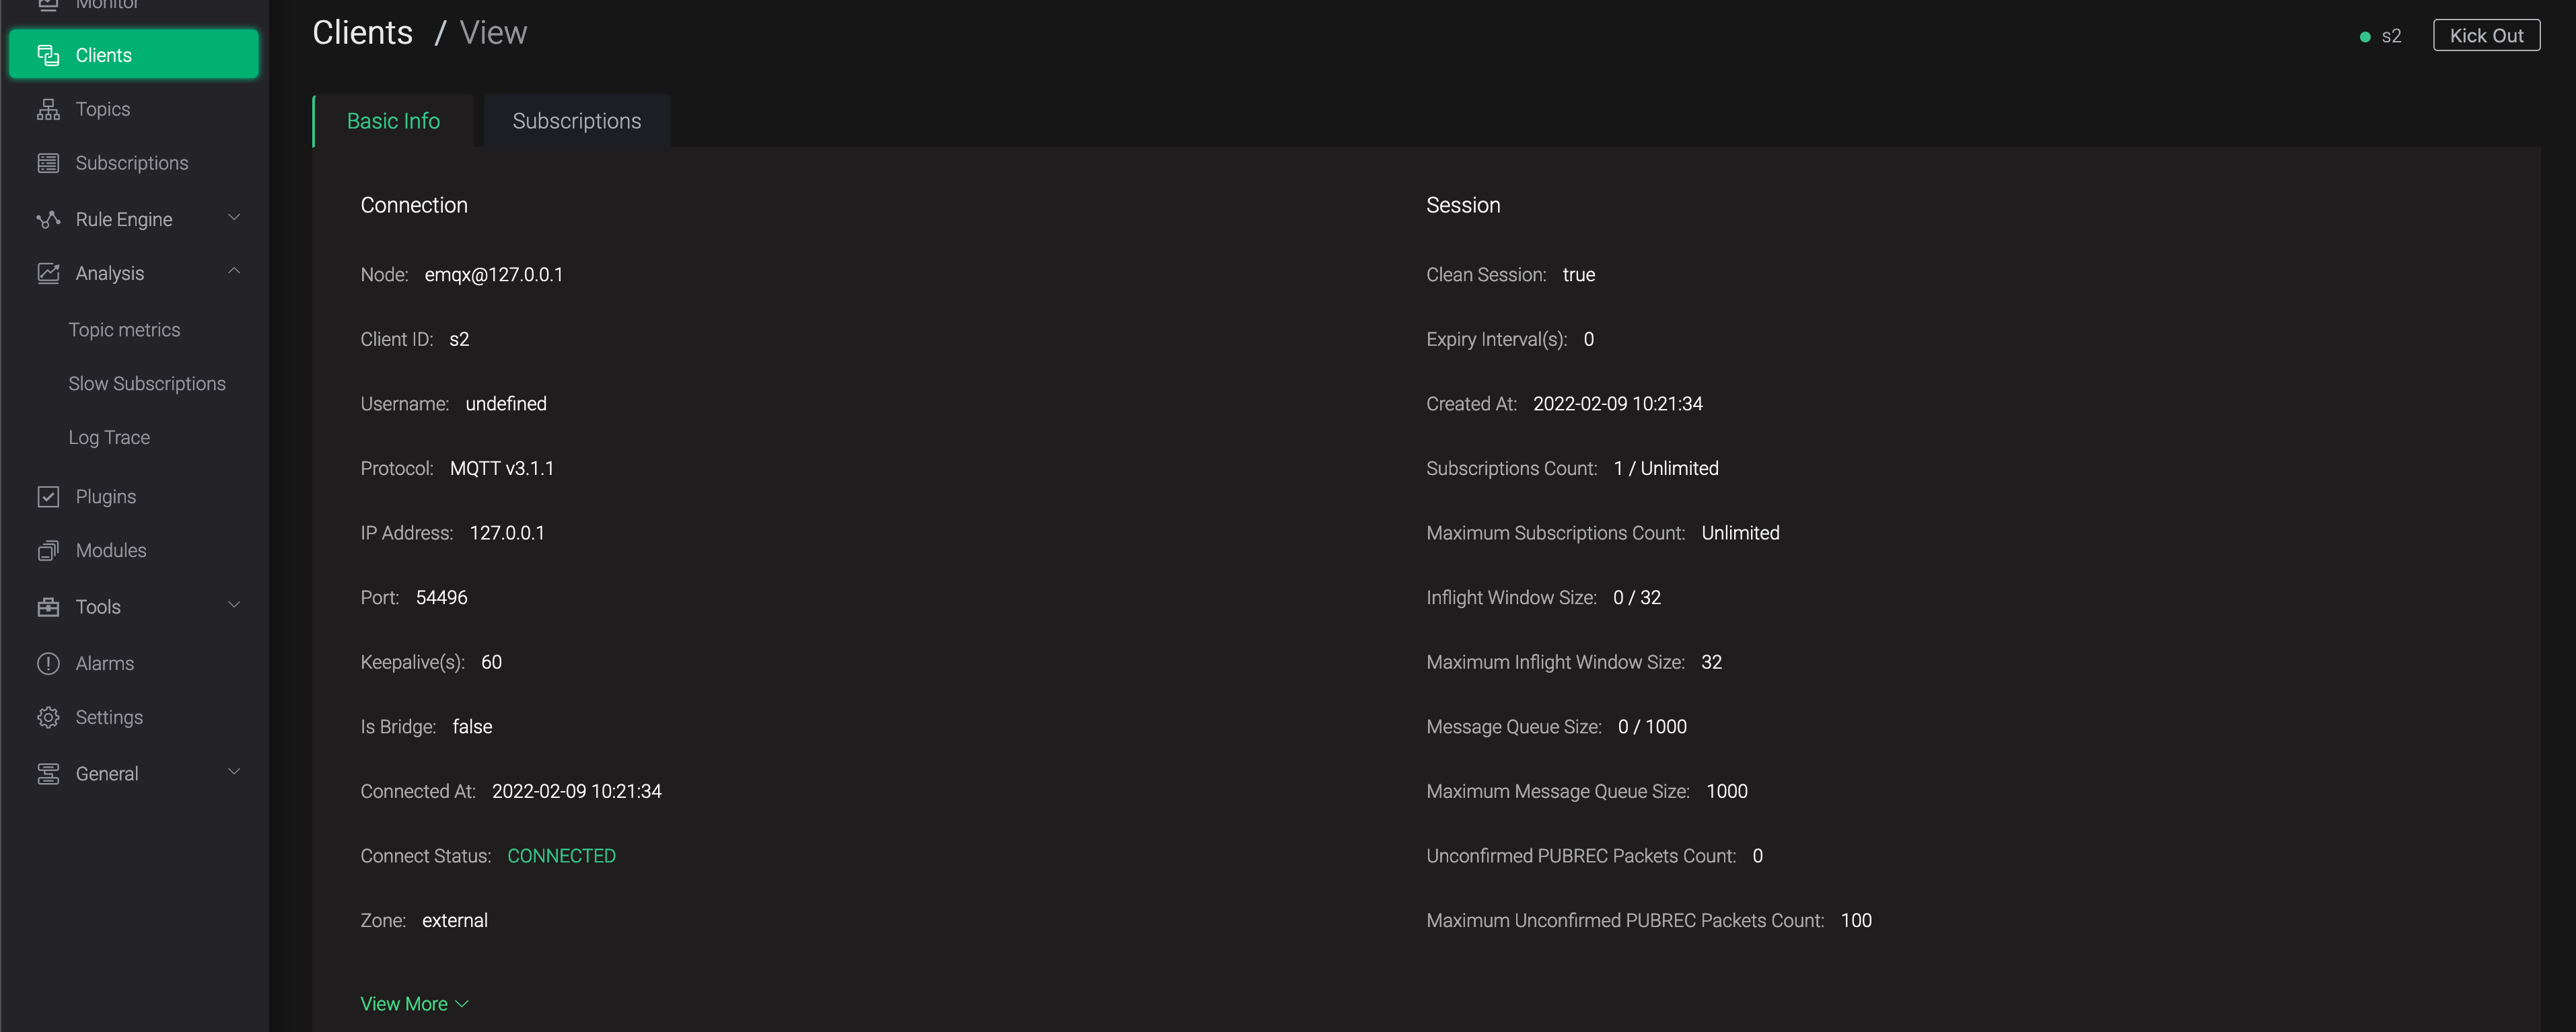 Monitor
Clients
Topics
Subscriptions
Rule Engine
Analysis
Topic metrics
Slow Subscriptions
Log Trace
Plugins
Modules
Tools
Alarms
Settings
General
Clients / View
s2
Kick Out
Basic Info
Subscriptions
Connection
Node: emqx@127.0.0.1
Client ID: s2
Username: undefined
Protocol: MQTT v3.1.1
IP Address: 127.0.0.1
Port: 54496
Keepalive(s): 60
Is Bridge: false
Connected At: 2022-02-09 10:21:34
Connect Status: CONNECTED
Zone: external
View More
Session
Clean Session: true
Expiry Interval(s): 0
Created At: 2022-02-09 10:21:34
Subscriptions Count: 1 / Unlimited
Maximum Subscriptions Count: Unlimited
Inflight Window Size: 0 / 32
Maximum Inflight Window Size: 32
Message Queue Size: 0 / 1000
Maximum Message Queue Size: 1000
Unconfirmed PUBREC Packets Count: 0
Maximum Unconfirmed PUBREC Packets Count: 100